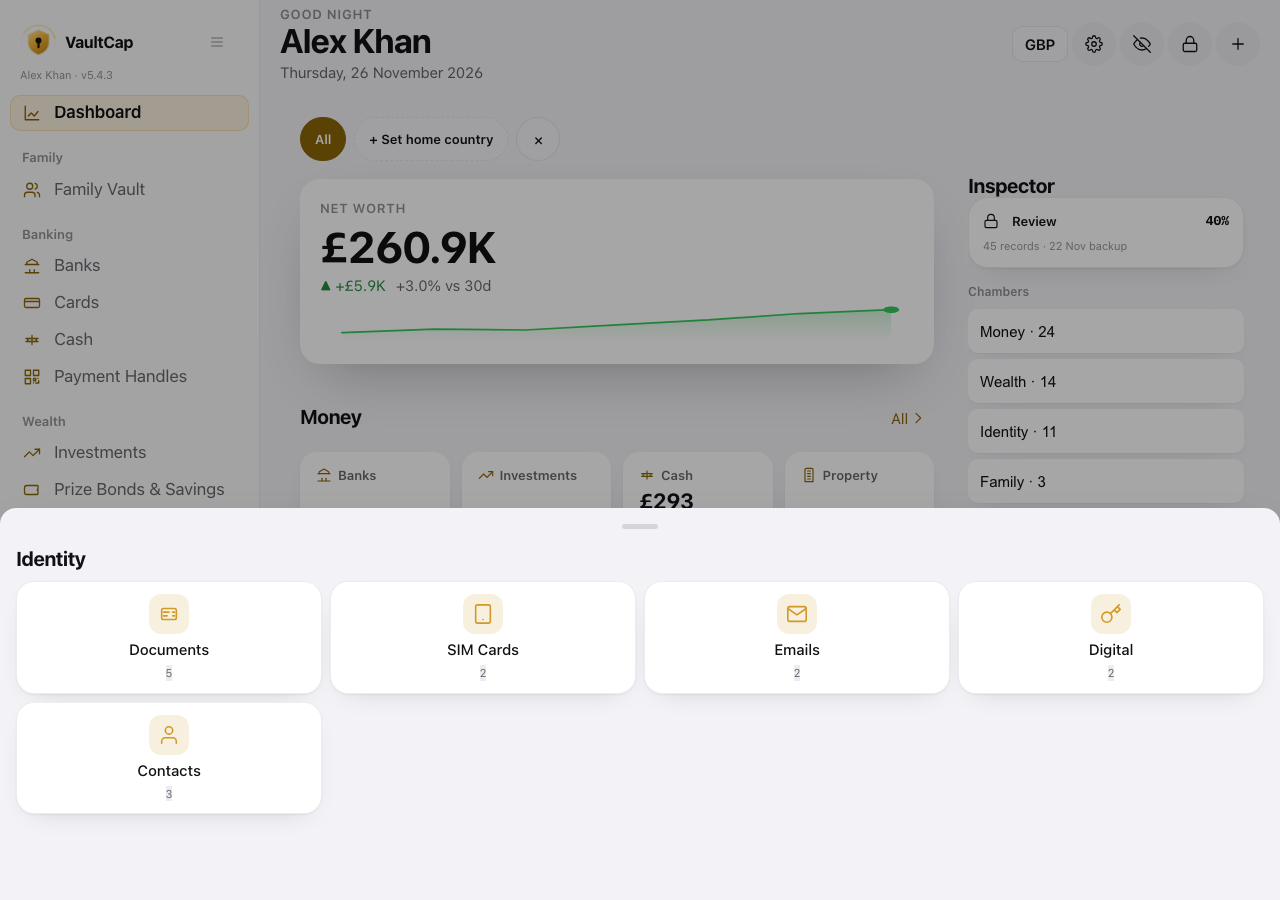 VaultCap
Alex Khan · v5.4.3
Dashboard
Family
Family Vault
Banking
Banks
Cards
Cash
Payment Handles
Wealth
Investments
Prize Bonds & Savings
GOOD NIGHT
Alex Khan
Thursday, 26 November 2026
GBP
All
+ Set home country
×
NET WORTH
£260.9K
+£5.9K +3.0% vs 30d
Money
All
Banks
Investments
Cash
£293
Property
Inspector
Review 40%
45 records · 22 Nov backup
Chambers
Money · 24
Wealth · 14
Identity · 11
Family · 3
Identity
Documents
5
SIM Cards
2
Emails
2
Digital
2
Contacts
3